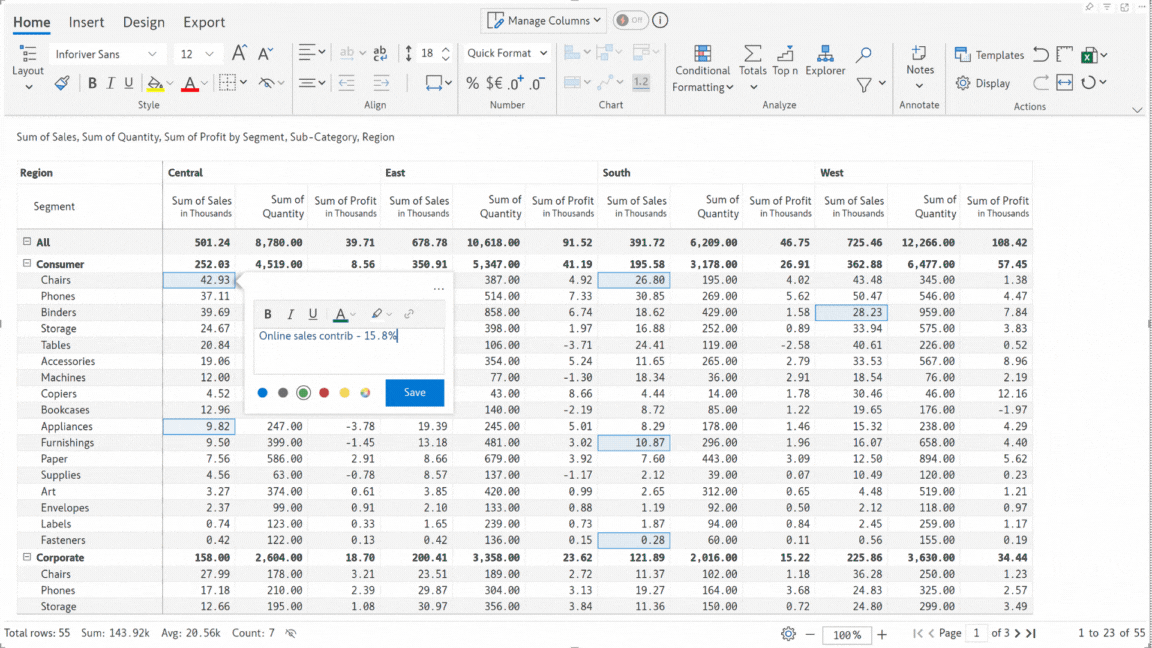 Home Insert Design Export Manage Columns Off
Layout Inforiver Sans 12 18 Quick Format Conditional Formatting Totals Top n Explorer Notes Templates
B I A % $€ .0 .0 1.2 Display
Style Align Number Chart Analyze Annotate Actions
Sum of Sales, Sum of Quantity, Sum of Profit by Segment, Sub-Category, Region
Region Central East South West
Segment Sum of Sales in Thousands Sum of Quantity Sum of Profit in Thousands Sum of Sales in Thousands Sum of Quantity Sum of Profit in Thousands Sum of Sales in Thousands Sum of Quantity Sum of Profit in Thousands Sum of Sales in Thousands Sum of Quantity Sum of Profit in Thousands
All 501.24 8,780.00 39.71 678.78 10,618.00 91.52 391.72 6,209.00 46.75 725.46 12,266.00 108.42
Consumer 252.03 4,519.00 8.56 350.91 5,347.00 41.19 195.58 3,178.00 26.91 362.88 6,477.00 57.45
Chairs 42.93 387.00 4.92 26.80 195.00 4.02 43.48 345.00 1.38
Phones 37.11 514.00 7.33 30.85 269.00 5.62 50.47 546.00 4.47
Binders 39.69 858.00 6.74 18.62 429.00 1.58 28.23 959.00 7.84
Storage 24.67 398.00 1.97 16.88 252.00 0.89 33.94 575.00 3.83
Tables 20.84 106.00 -3.71 24.41 119.00 -2.58 40.61 226.00 0.52
Accessories 19.06 354.00 5.24 11.65 265.00 2.79 33.53 567.00 8.96
Machines 12.00 77.00 -1.30 18.34 36.00 2.91 18.54 76.00 2.19
Copiers 4.52 43.00 8.66 4.44 14.00 1.78 30.46 46.00 12.16
Bookcases 12.96 140.00 -2.19 8.72 85.00 1.22 19.65 176.00 -1.97
B I U A
Online sales contrib - 15.8%
Save
Appliances 9.82 247.00 -3.78 19.39 245.00 5.01 8.29 178.00 1.46 15.32 238.00 4.29
Furnishings 9.50 399.00 -1.45 13.18 481.00 3.02 10.87 296.00 1.96 16.07 658.00 4.40
Paper 7.56 586.00 2.91 8.66 679.00 3.92 7.60 443.00 3.09 12.50 894.00 5.62
Supplies 4.56 63.00 -0.78 8.57 137.00 -1.17 2.12 39.00 0.07 10.49 120.00 0.23
Art 3.27 374.00 0.61 3.85 420.00 0.99 2.65 312.00 0.65 4.48 519.00 1.21
Envelopes 2.37 99.00 0.91 2.10 133.00 0.88 1.19 92.00 0.50 2.12 118.00 0.97
Labels 0.74 123.00 0.33 1.65 239.00 0.73 1.87 94.00 0.84 2.45 259.00 1.17
Fasteners 0.42 122.00 0.13 0.42 136.00 0.15 0.28 60.00 0.11 0.56 155.00 0.19
Corporate 158.00 2,604.00 18.70 200.41 3,358.00 23.62 121.89 2,016.00 15.22 225.86 3,630.00 34.44
Chairs 27.99 178.00 3.21 23.51 189.00 2.72 11.37 102.00 1.18 36.28 250.00 1.23
Phones 17.18 210.00 2.39 29.87 304.00 3.13 19.27 164.00 3.68 24.83 325.00 2.57
Storage 12.66 195.00 1.08 30.97 356.00 3.84 11.36 150.00 0.72 24.80 299.00 3.49
Total rows: 55 Sum: 143.92k Avg: 20.56k Count: 7 100% Page 1 of 3 1 to 23 of 55